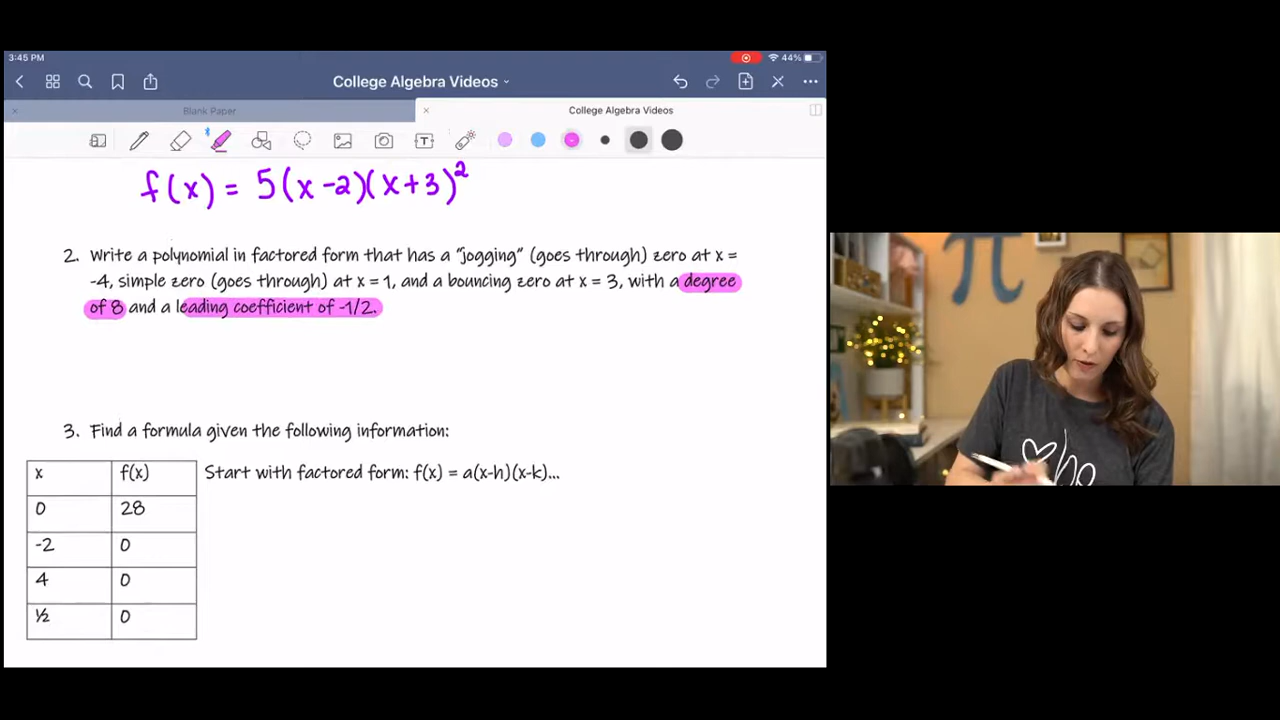 3:45 PM
44%
College Algebra Videos
Blank Paper
College Algebra Videos
f(x) = 5(x-2)(x+3)²
2. Write a polynomial in factored form that has a "jogging" (goes through) zero at x =
-4, simple zero (goes through) at x = 1, and a bouncing zero at x = 3, with a degree
of 8 and a leading coefficient of -1/2.
3. Find a formula given the following information:
x f(x) Start with factored form: f(x) = a(x-h)(x-k)...
0 28
-2 0
4 0
½ 0